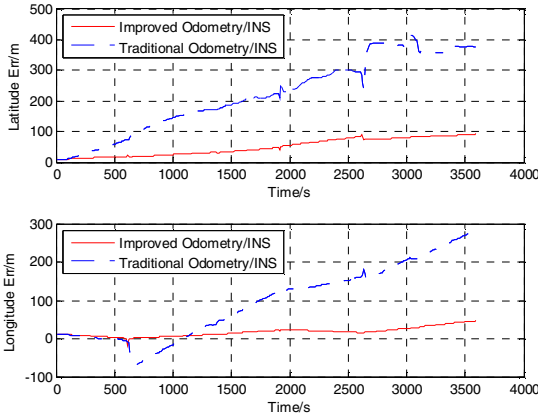 500
400
300
200
100
0
Latitude Err/m
Improved Odometry/INS
Traditional Odometry/INS
0 500 1000 1500 2000 2500 3000 3500 4000
Time/s
300
200
100
0
-100
Longitude Err/m
Improved Odometry/INS
Traditional Odometry/INS
0 500 1000 1500 2000 2500 3000 3500 4000
Time/s